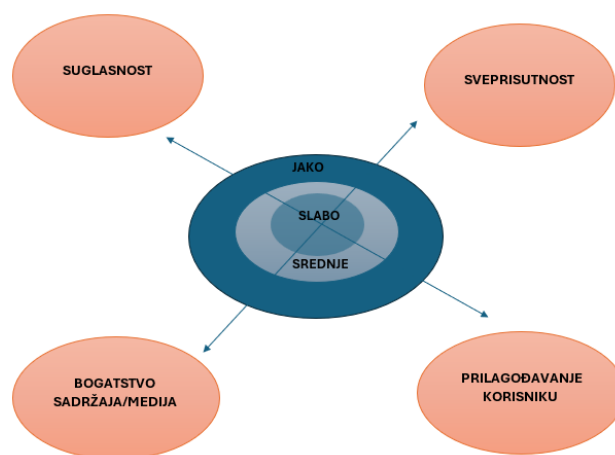 SUGLASNOST
SVEPRISUTNOST
JAKO
SLABO
SREDNJE
BOGATSTVO
SADRŽAJA/MEDIJA
PRILAGOĐAVANJE
KORISNIKU